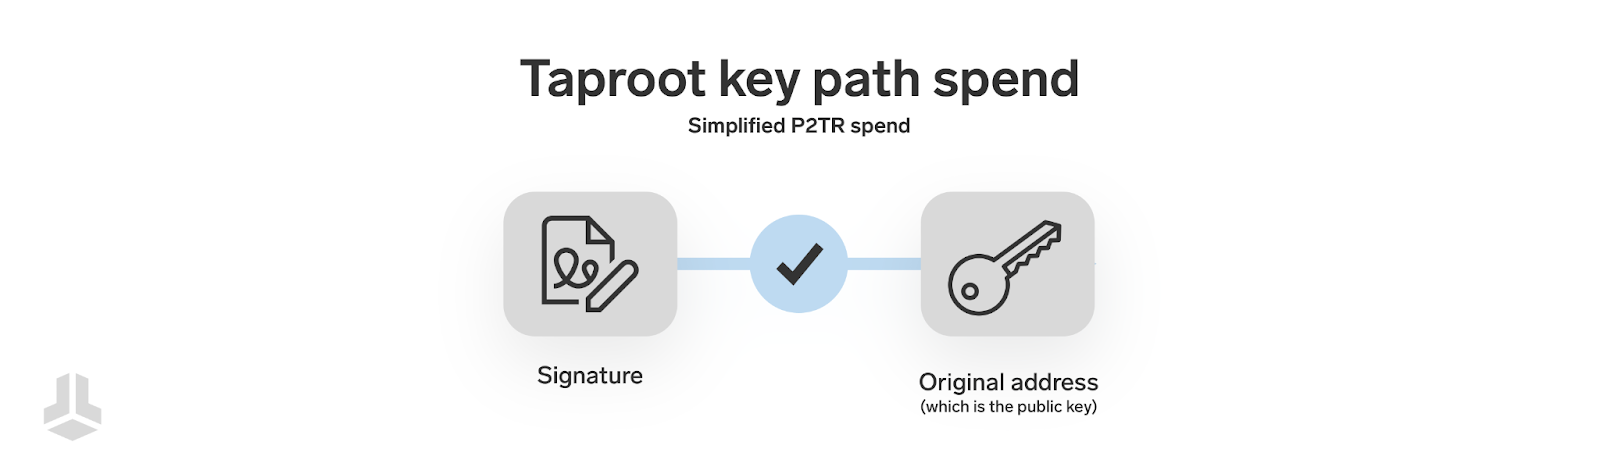 Taproot key path spend
Simplified P2TR spend
Signature
Original address
(which is the public key)